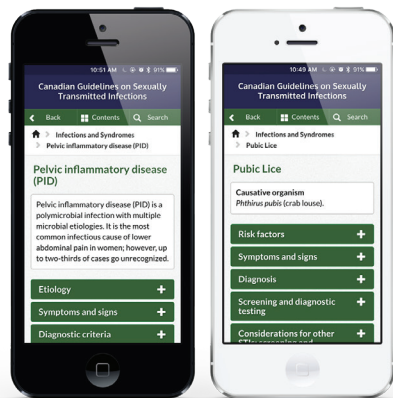 10:51 AM 91%
Canadian Guidelines on Sexually
Transmitted Infections
Back Contents Search
> Infections and Syndromes
> Pelvic inflammatory disease (PID)
Pelvic inflammatory disease
(PID)
Pelvic inflammatory disease (PID) is a
polymicrobial infection with multiple
microbial etiologies. It is the most
common infectious cause of lower
abdominal pain in women; however, up
to two-thirds of cases go unrecognized.
Etiology +
Symptoms and signs +
Diagnostic criteria +
10:49 AM 91%
Canadian Guidelines on Sexually
Transmitted Infections
Back Contents Search
> Infections and Syndromes
> Pubic Lice
Pubic Lice
Causative organism
Phthirus pubis (crab louse).
Risk factors +
Symptoms and signs +
Diagnosis +
Screening and diagnostic +
testing
Considerations for other +
STIs: screening and